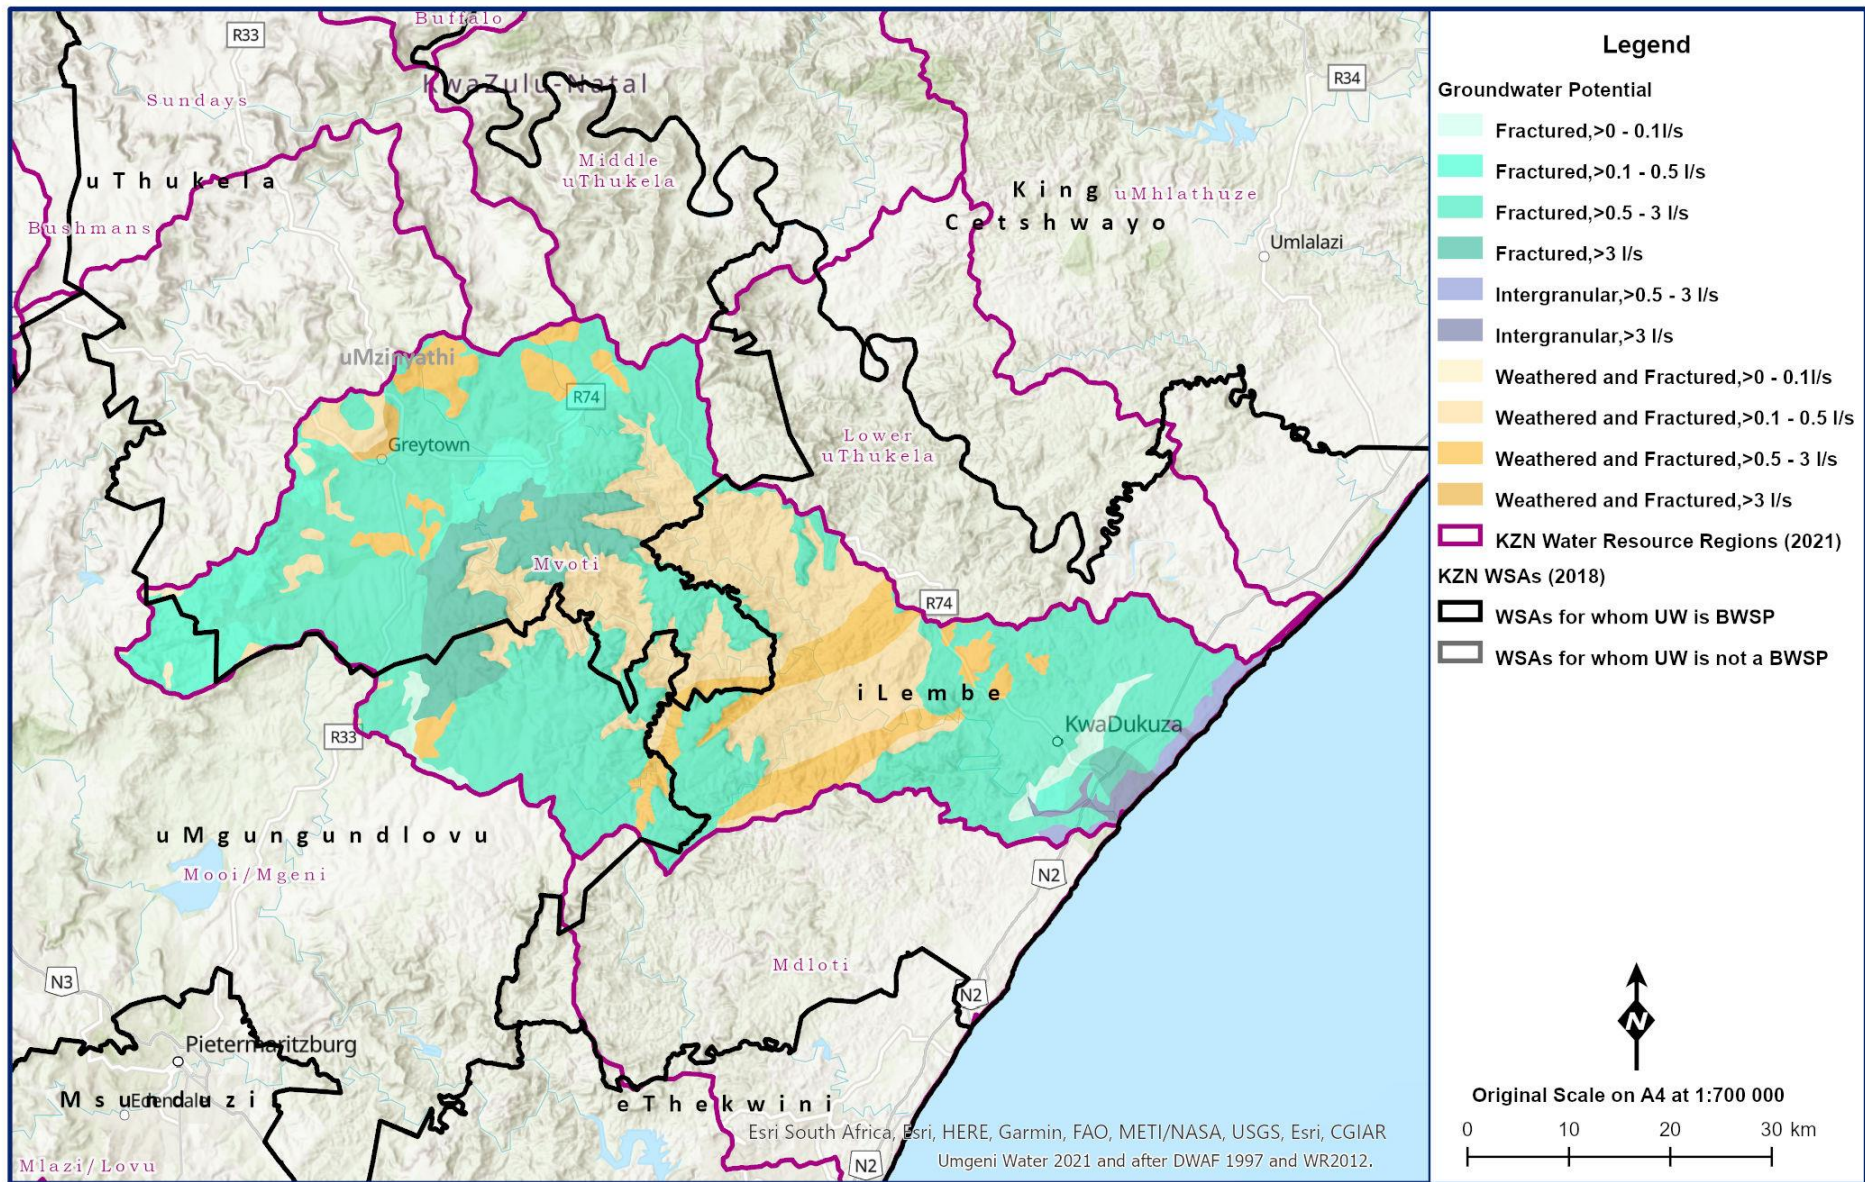 Buffalo
R33
KwaZulu-Natal
R34
Sundays
Middle
uThukela
uThukela
King
Cetshwayo
uMhlathuze
Bushmans
Umlalazi
uMzinyathi
R74
Greytown
Lower
uThukela
Mvoti
R74
iLembe
KwaDukuza
R33
uMgungundlovu
Mooi/Mgeni
N2
Mdloti
N3
N2
Pietermaritzburg
Msunduzi
Edendale
eThekwini
Esri South Africa, Esri, HERE, Garmin, FAO, METI/NASA, USGS, Esri, CGIAR
Umgeni Water 2021 and after DWAF 1997 and WR2012.
Mlazi/Lovu
N2
Legend
Groundwater Potential
Fractured,>0 - 0.1l/s
Fractured,>0.1 - 0.5 l/s
Fractured,>0.5 - 3 l/s
Fractured,>3 l/s
Intergranular,>0.5 - 3 l/s
Intergranular,>3 l/s
Weathered and Fractured,>0 - 0.1l/s
Weathered and Fractured,>0.1 - 0.5 l/s
Weathered and Fractured,>0.5 - 3 l/s
Weathered and Fractured,>3 l/s
KZN Water Resource Regions (2021)
KZN WSAs (2018)
WSAs for whom UW is BWSP
WSAs for whom UW is not a BWSP
N
Original Scale on A4 at 1:700 000
0 10 20 30 km